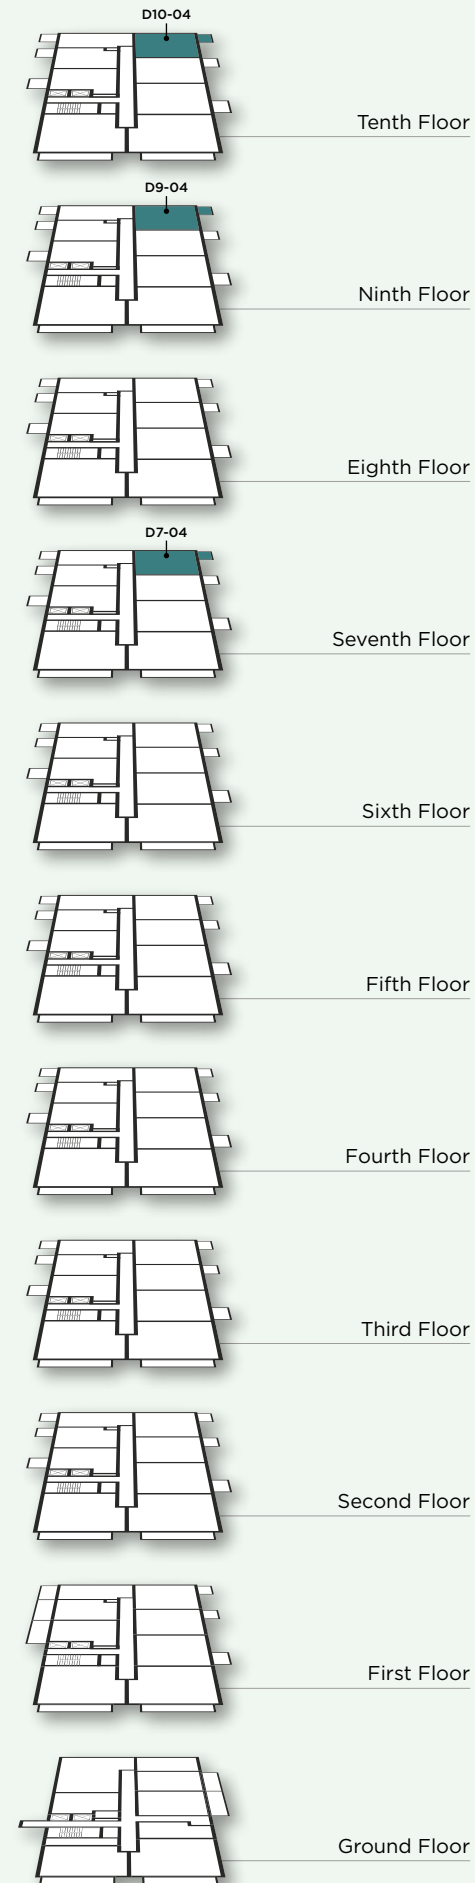 D10-04
Tenth Floor
D9-04
Ninth Floor
Eighth Floor
D7-04
Seventh Floor
Sixth Floor
Fifth Floor
Fourth Floor
Third Floor
Second Floor
First Floor
Ground Floor